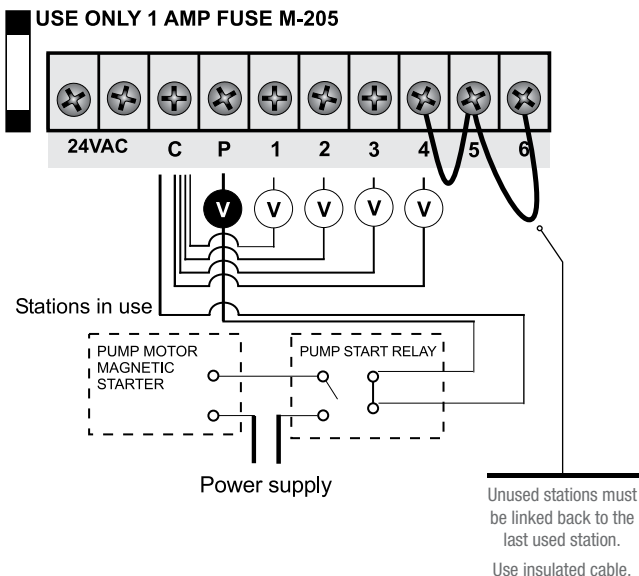 USE ONLY 1 AMP FUSE M-205
24VAC C P 1 2 3 4 5 6
V V V V V
Stations in use
PUMP MOTOR
MAGNETIC
STARTER
PUMP START RELAY
Power supply
Unused stations must
be linked back to the
last used station.
Use insulated cable.